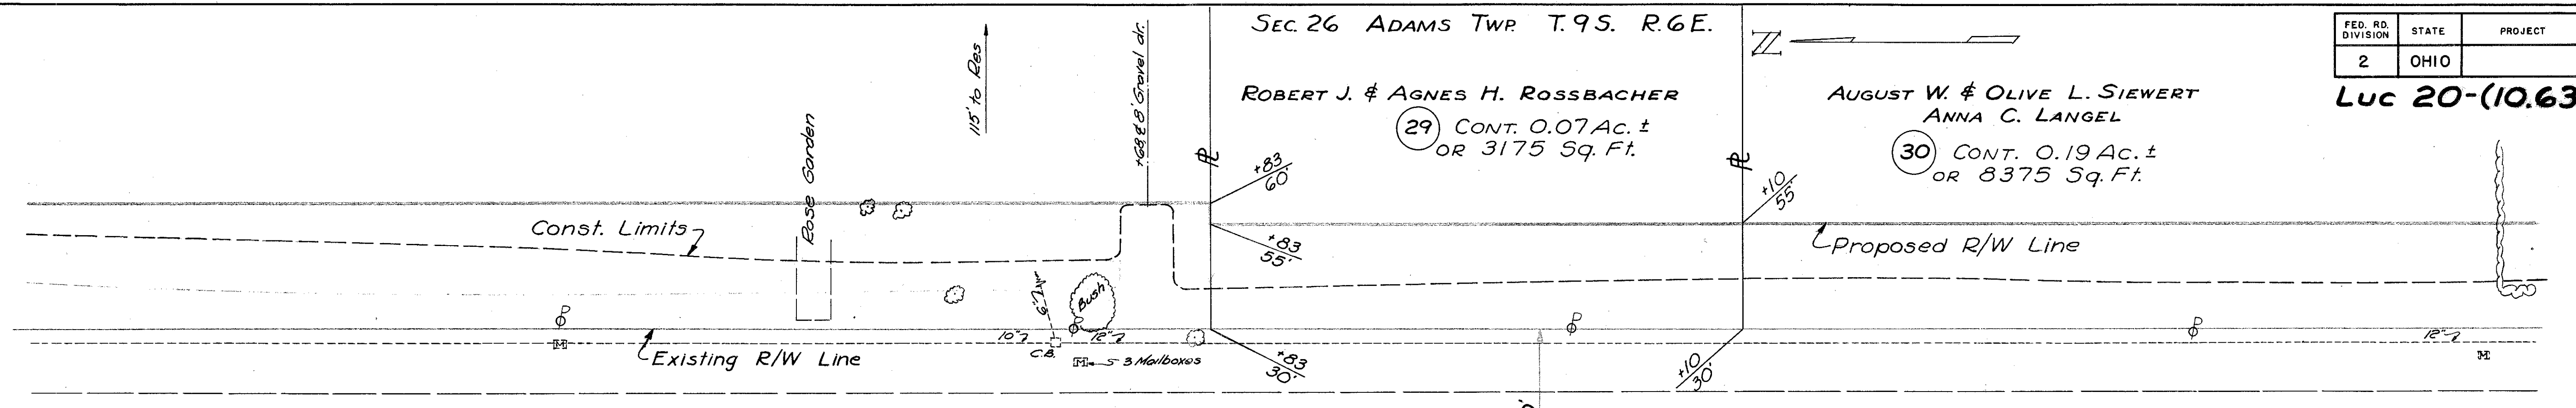 SEC. 26 ADAMS TWP. T. 9 S. R. 6 E.
FED. RD. DIVISION STATE PROJECT
2 OHIO
LUC 20-(10.63
ROBERT J. & AGNES H. ROSSBACHER
29 CONT. 0.07 AC. ±
OR 3175 Sq. Ft.
AUGUST W. & OLIVE L. SIEWERT
ANNA C. LANGEL
30 CONT. 0.19 AC. ±
OR 8375 Sq. Ft.
115' to Res
+68 ℄ 8' Gravel dr.
Rose Garden
℄
℄
+83
60'
+10
55'
Const. Limits
+83
55'
Proposed R/W Line
Bush
10"
12"
12"
C.B.
M
M
3 Mailboxes
M
Existing R/W Line
+83
30'
+10
30'